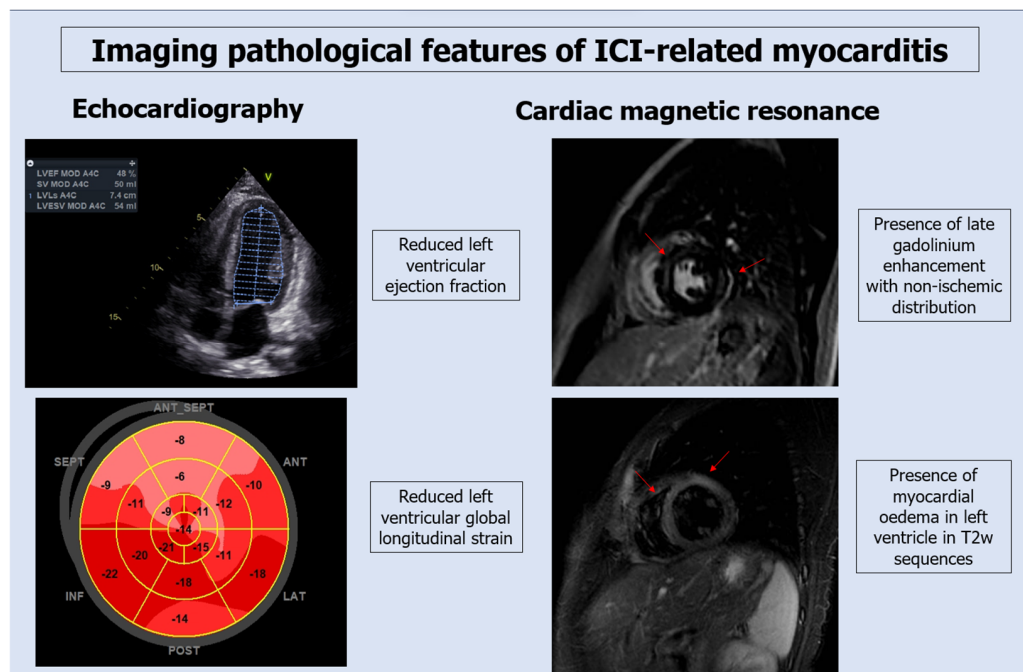 Imaging pathological features of ICI-related myocarditis
Echocardiography
Cardiac magnetic resonance
LVEF MOD A4C 48 %
SV MOD A4C 50 ml
1 LVLs A4C 7.4 cm
LVESV MOD A4C 54 ml
V
5
10
15
Reduced left
ventricular
ejection fraction
Presence of late
gadolinium
enhancement
with non-ischemic
distribution
ANT_SEPT
SEPT
ANT
-8
-9
-10
-6
-11
-12
-9
-11
-14
-21
-15
-20
-11
-22
-18
-18
-14
INF
LAT
POST
Reduced left
ventricular global
longitudinal strain
Presence of
myocardial
oedema in left
ventricle in T2w
sequences